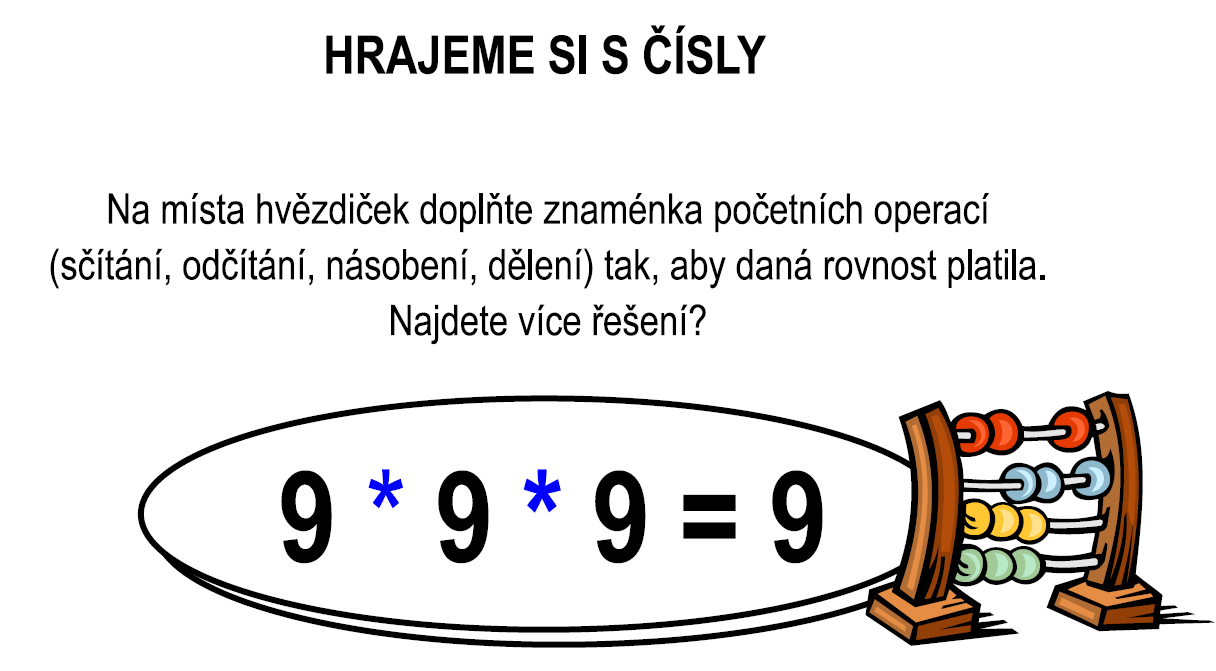 HRAJEME SI S ČÍSLY
Na místa hvězdiček doplňte znaménka početních operací
(sčítání, odčítání, násobení, dělení) tak, aby daná rovnost platila.
Najdete více řešení?
9 * 9 * 9 = 9